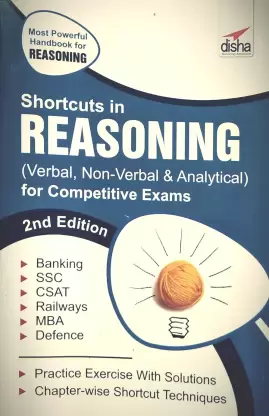 Most Powerful
Handbook for
REASONING
disha
Shortcuts in
REASONING
(Verbal, Non-Verbal & Analytical)
for Competitive Exams
2nd Edition
Banking
SSC
CSAT
Railways
MBA
Defence
Practice Exercise With Solutions
Chapter-wise Shortcut Techniques